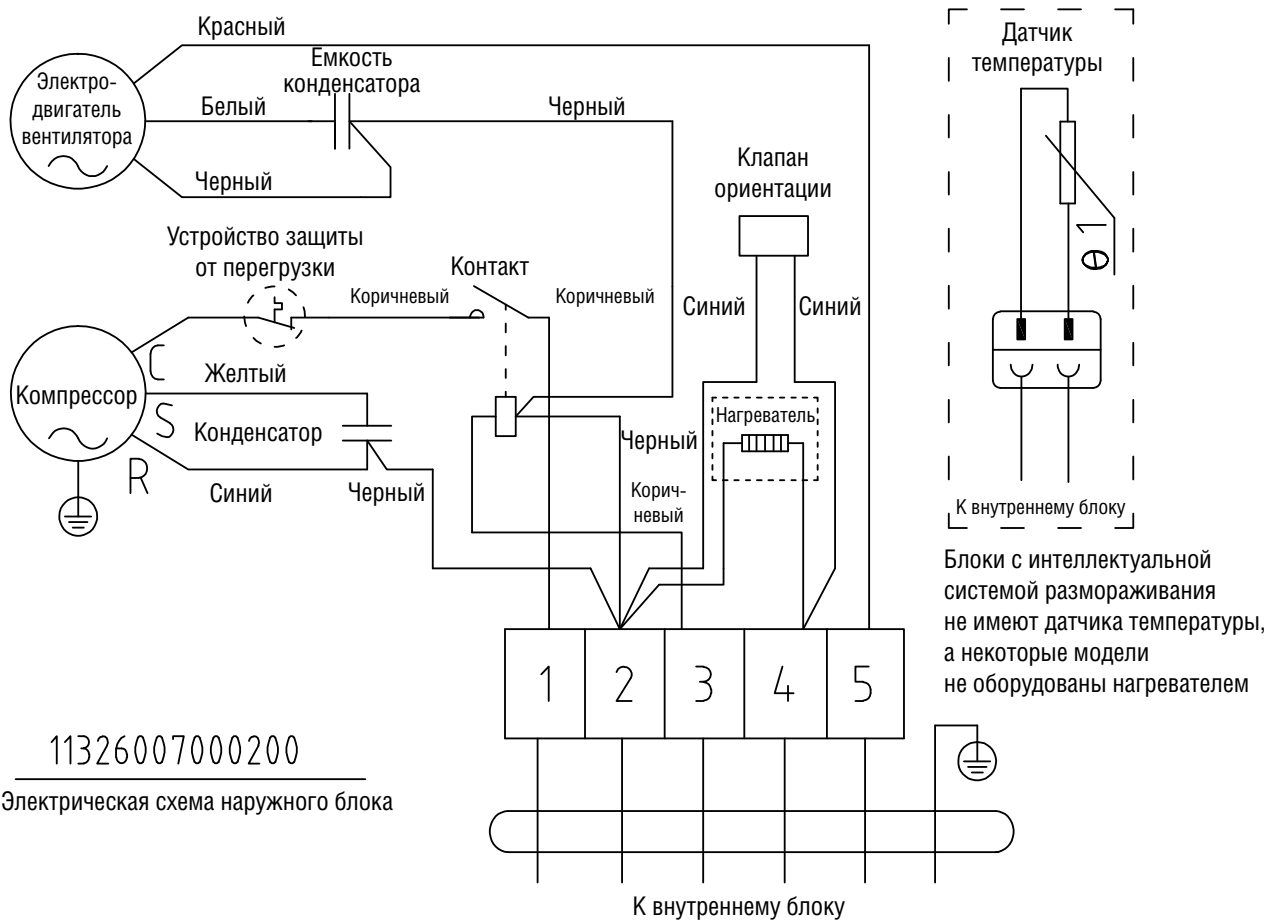 Красный
Емкость
конденсатора
Электро-
двигатель
вентилятора
Белый
Черный
Черный
Датчик
температуры
Клапан
ориентации
Устройство защиты
от перегрузки
Контакт
Коричневый
Коричневый
Синий
Синий
θ 1
C
Желтый
Компрессор
S
Конденсатор
R
Синий
Черный
Черный
Нагреватель
Корич-
невый
К внутреннему блоку
Блоки с интеллектуальной
системой размораживания
не имеют датчика температуры,
а некоторые модели
не оборудованы нагревателем
1 2 3 4 5
11326007000200
Электрическая схема наружного блока
К внутреннему блоку